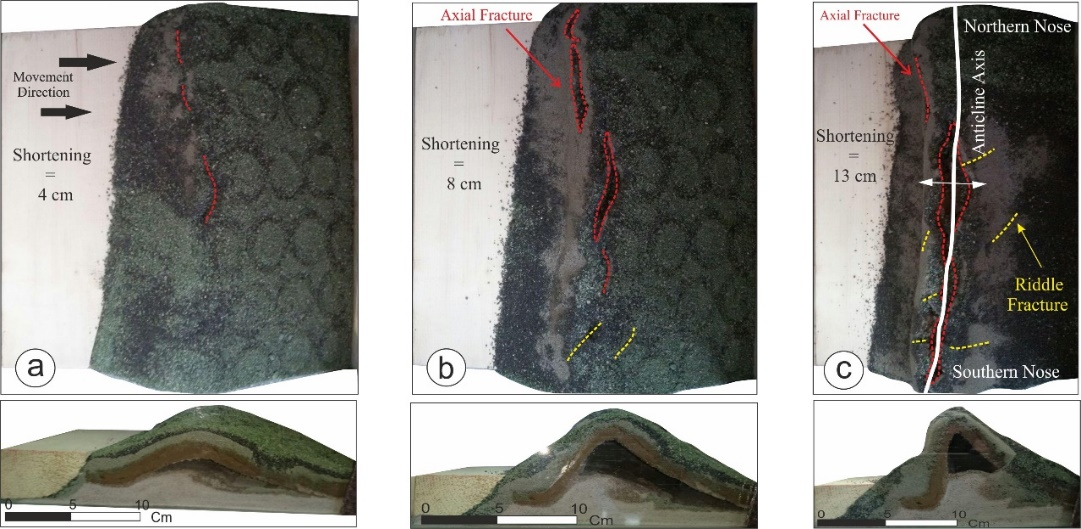 Movement
Direction
Shortening
=
4 cm
a
0 5 10
Cm
Axial Fracture
Shortening
=
8 cm
b
0 5 10
Cm
Axial Fracture
Northern Nose
Anticline Axis
Shortening
=
13 cm
Riddle
Fracture
Southern Nose
c
0 5 10
Cm